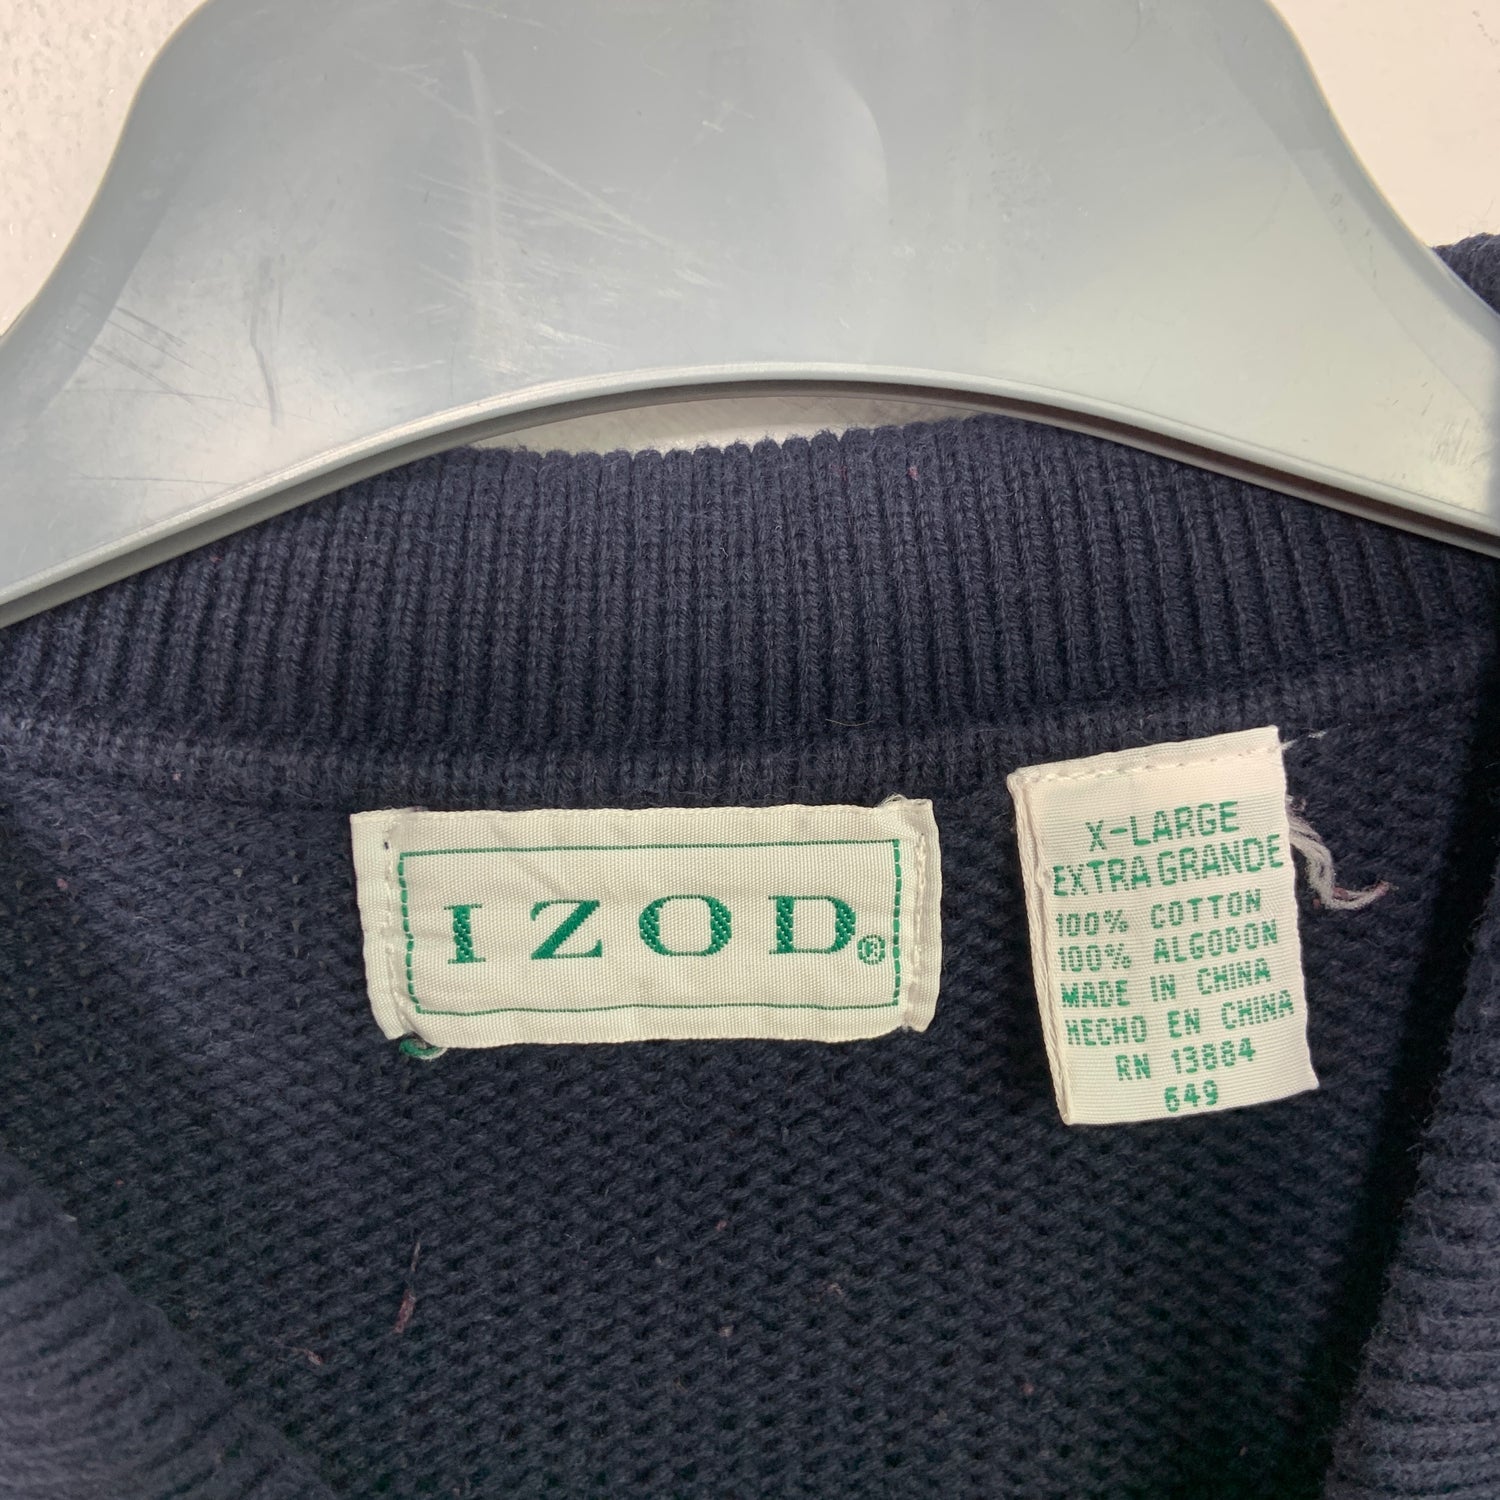 IZOD®
X-LARGE
EXTRA GRANDE
100% COTTON
100% ALGODON
MADE IN CHINA
HECHO EN CHINA
RN 13884
649